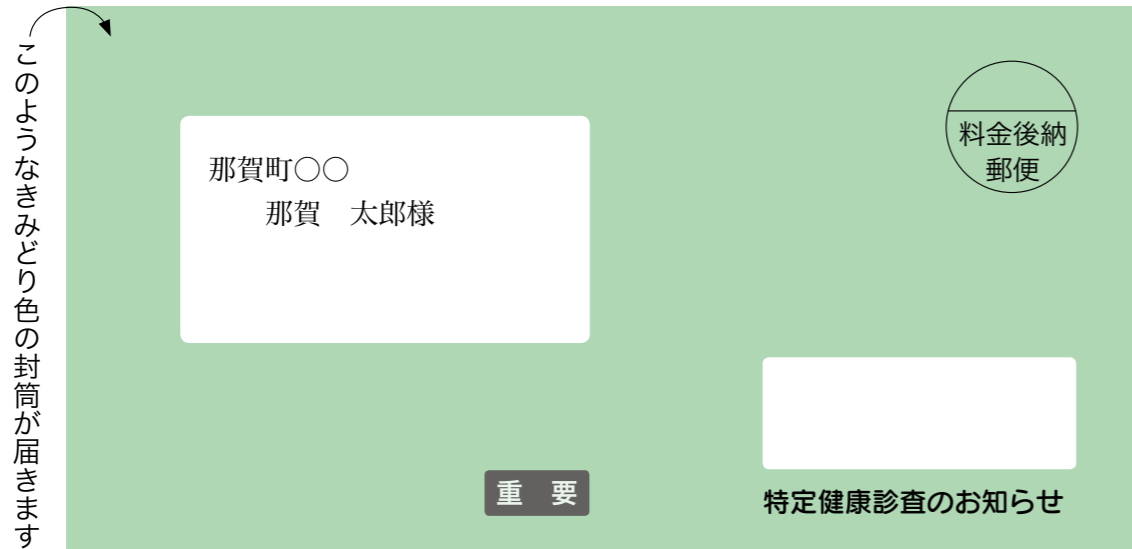 このようなきみどり色の封筒が届きます
料金後納
郵便
那賀町○○
那賀　太郎様
重　要
特定健康診査のお知らせ